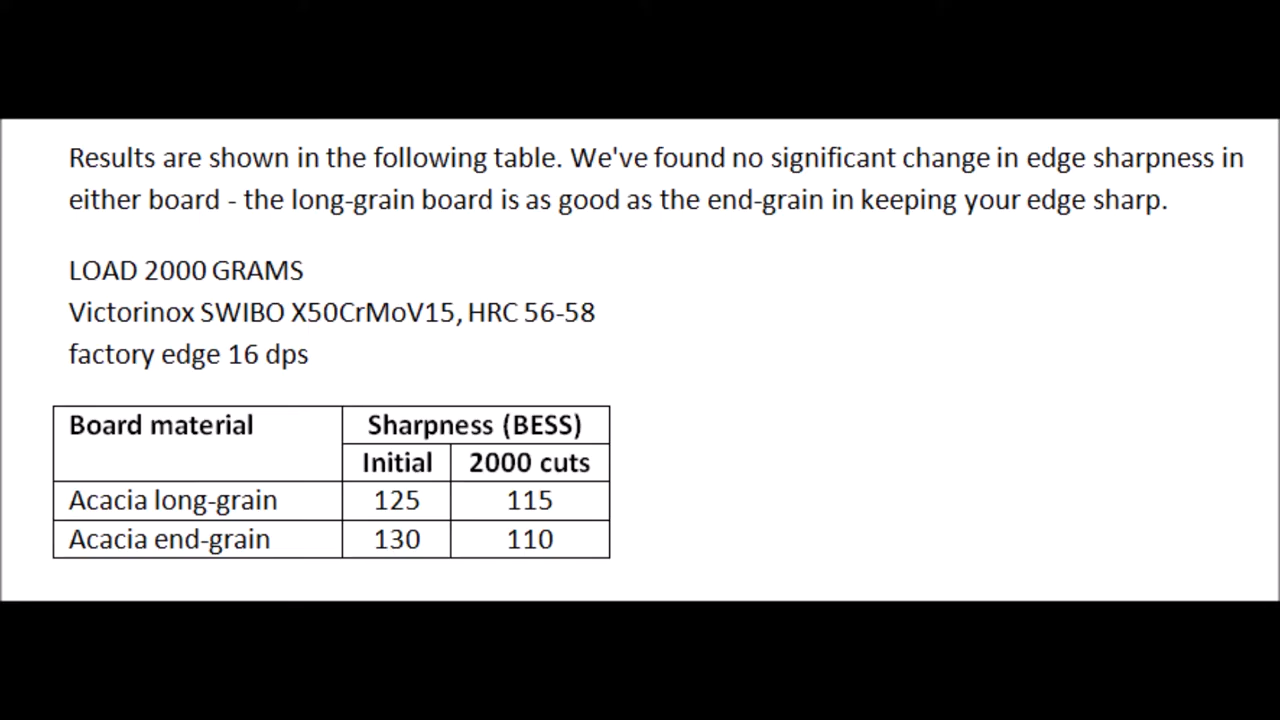 Results are shown in the following table. We've found no significant change in edge sharpness in
either board - the long-grain board is as good as the end-grain in keeping your edge sharp.
LOAD 2000 GRAMS
Victorinox SWIBO X50CrMoV15, HRC 56-58
factory edge 16 dps
Board material Sharpness (BESS)
Initial 2000 cuts
Acacia long-grain 125 115
Acacia end-grain 130 110